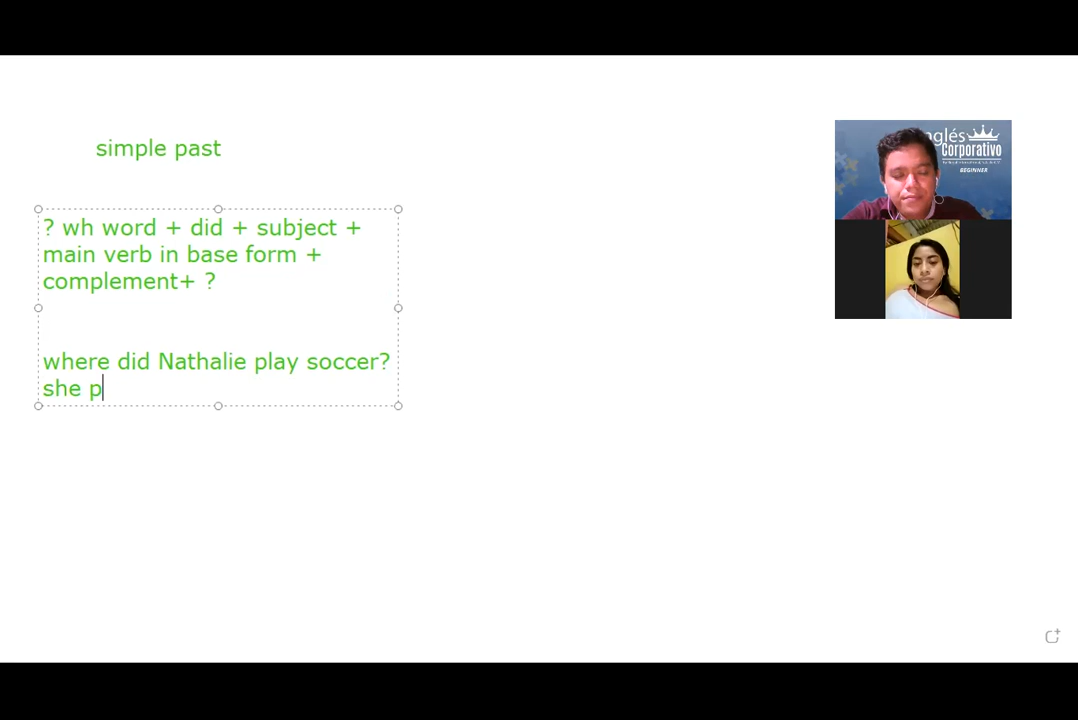 simple past
? wh word + did + subject +
main verb in base form +
complement+ ?
where did Nathalie play soccer?
she p
nglés
Corporativo
BEGINNER